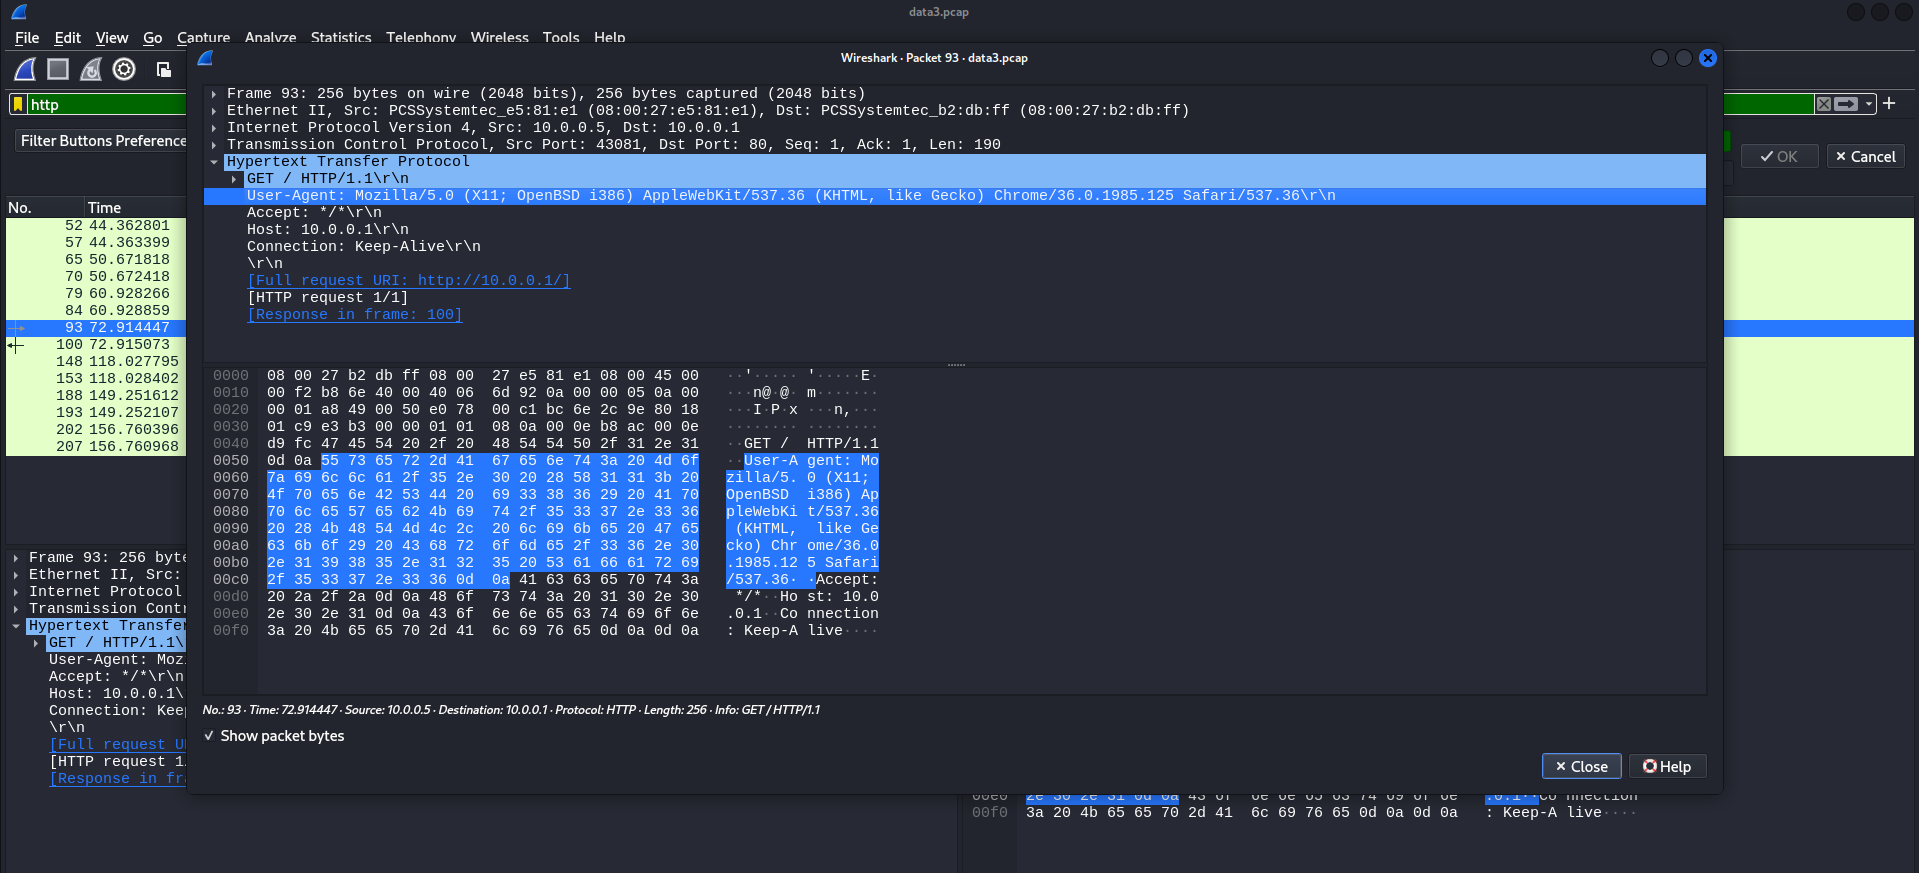 data3.pcap
File Edit View Go Capture Analyze Statistics Telephony Wireless Tools Help
Wireshark · Packet 93 · data3.pcap
http
Filter Buttons Preference
OK
Cancel
No. Time
52 44.362801
57 44.363399
65 50.671818
70 50.672418
79 60.928266
84 60.928859
93 72.914447
100 72.915073
148 118.027795
153 118.028402
188 149.251612
193 149.252107
202 156.760396
207 156.760968
Frame 93: 256 bytes on wire (2048 bits), 256 bytes captured (2048 bits)
Ethernet II, Src: PCSSystemtec_e5:81:e1 (08:00:27:e5:81:e1), Dst: PCSSystemtec_b2:db:ff (08:00:27:b2:db:ff)
Internet Protocol Version 4, Src: 10.0.0.5, Dst: 10.0.0.1
Transmission Control Protocol, Src Port: 43081, Dst Port: 80, Seq: 1, Ack: 1, Len: 190
Hypertext Transfer Protocol
GET / HTTP/1.1\r\n
User-Agent: Mozilla/5.0 (X11; OpenBSD i386) AppleWebKit/537.36 (KHTML, like Gecko) Chrome/36.0.1985.125 Safari/537.36\r\n
Accept: */*\r\n
Host: 10.0.0.1\r\n
Connection: Keep-Alive\r\n
\r\n
[Full request URI: http://10.0.0.1/]
[HTTP request 1/1]
[Response in frame: 100]
0000 08 00 27 b2 db ff 08 00 27 e5 81 e1 08 00 45 00 ··'····· '·····E·
0010 00 f2 b8 6e 40 00 40 06 6d 92 0a 00 00 05 0a 00 ···n@·@· m·······
0020 00 01 a8 49 00 50 e0 78 00 c1 bc 6e 2c 9e 80 18 ···I·P·x ···n,···
0030 01 c9 e3 b3 00 00 01 01 08 0a 00 0e b8 ac 00 0e ········ ········
0040 d9 fc 47 45 54 20 2f 20 48 54 54 50 2f 31 2e 31 ··GET / HTTP/1.1
0050 0d 0a 55 73 65 72 2d 41 67 65 6e 74 3a 20 4d 6f ··User-A gent: Mo
0060 7a 69 6c 6c 61 2f 35 2e 30 20 28 58 31 31 3b 20 zilla/5. 0 (X11;
0070 4f 70 65 6e 42 53 44 20 69 33 38 36 29 20 41 70 OpenBSD i386) Ap
0080 70 6c 65 57 65 62 4b 69 74 2f 35 33 37 2e 33 36 pleWebKi t/537.36
0090 20 28 4b 48 54 4d 4c 2c 20 6c 69 6b 65 20 47 65 (KHTML, like Ge
00a0 63 6b 6f 29 20 43 68 72 6f 6d 65 2f 33 36 2e 30 cko) Chr ome/36.0
00b0 2e 31 39 38 35 2e 31 32 35 20 53 61 66 61 72 69 .1985.12 5 Safari
00c0 2f 35 33 37 2e 33 36 0d 0a 41 63 63 65 70 74 3a /537.36· ·Accept:
00d0 20 2a 2f 2a 0d 0a 48 6f 73 74 3a 20 31 30 2e 30 */*··Ho st: 10.0
00e0 2e 30 2e 31 0d 0a 43 6f 6e 6e 65 63 74 69 6f 6e .0.1··Co nnection
00f0 3a 20 4b 65 65 70 2d 41 6c 69 76 65 0d 0a 0d 0a : Keep-A live····
No.: 93 · Time: 72.914447 · Source: 10.0.0.5 · Destination: 10.0.0.1 · Protocol: HTTP · Length: 256 · Info: GET / HTTP/1.1
Show packet bytes
Close
Help
Frame 93: 256 byte
Ethernet II, Src:
Internet Protocol
Transmission Contr
Hypertext Transfer
GET / HTTP/1.1\
User-Agent: Moz
Accept: */*\r\n
Host: 10.0.0.1\
Connection: Keep
\r\n
[Full request U
[HTTP request 1
[Response in fra
00e0 2e 30 2e 31 0d 0a 43 6f 6e 6e 65 63 74 69 6f 6e .0.1··Co nnection
00f0 3a 20 4b 65 65 70 2d 41 6c 69 76 65 0d 0a 0d 0a : Keep-A live····